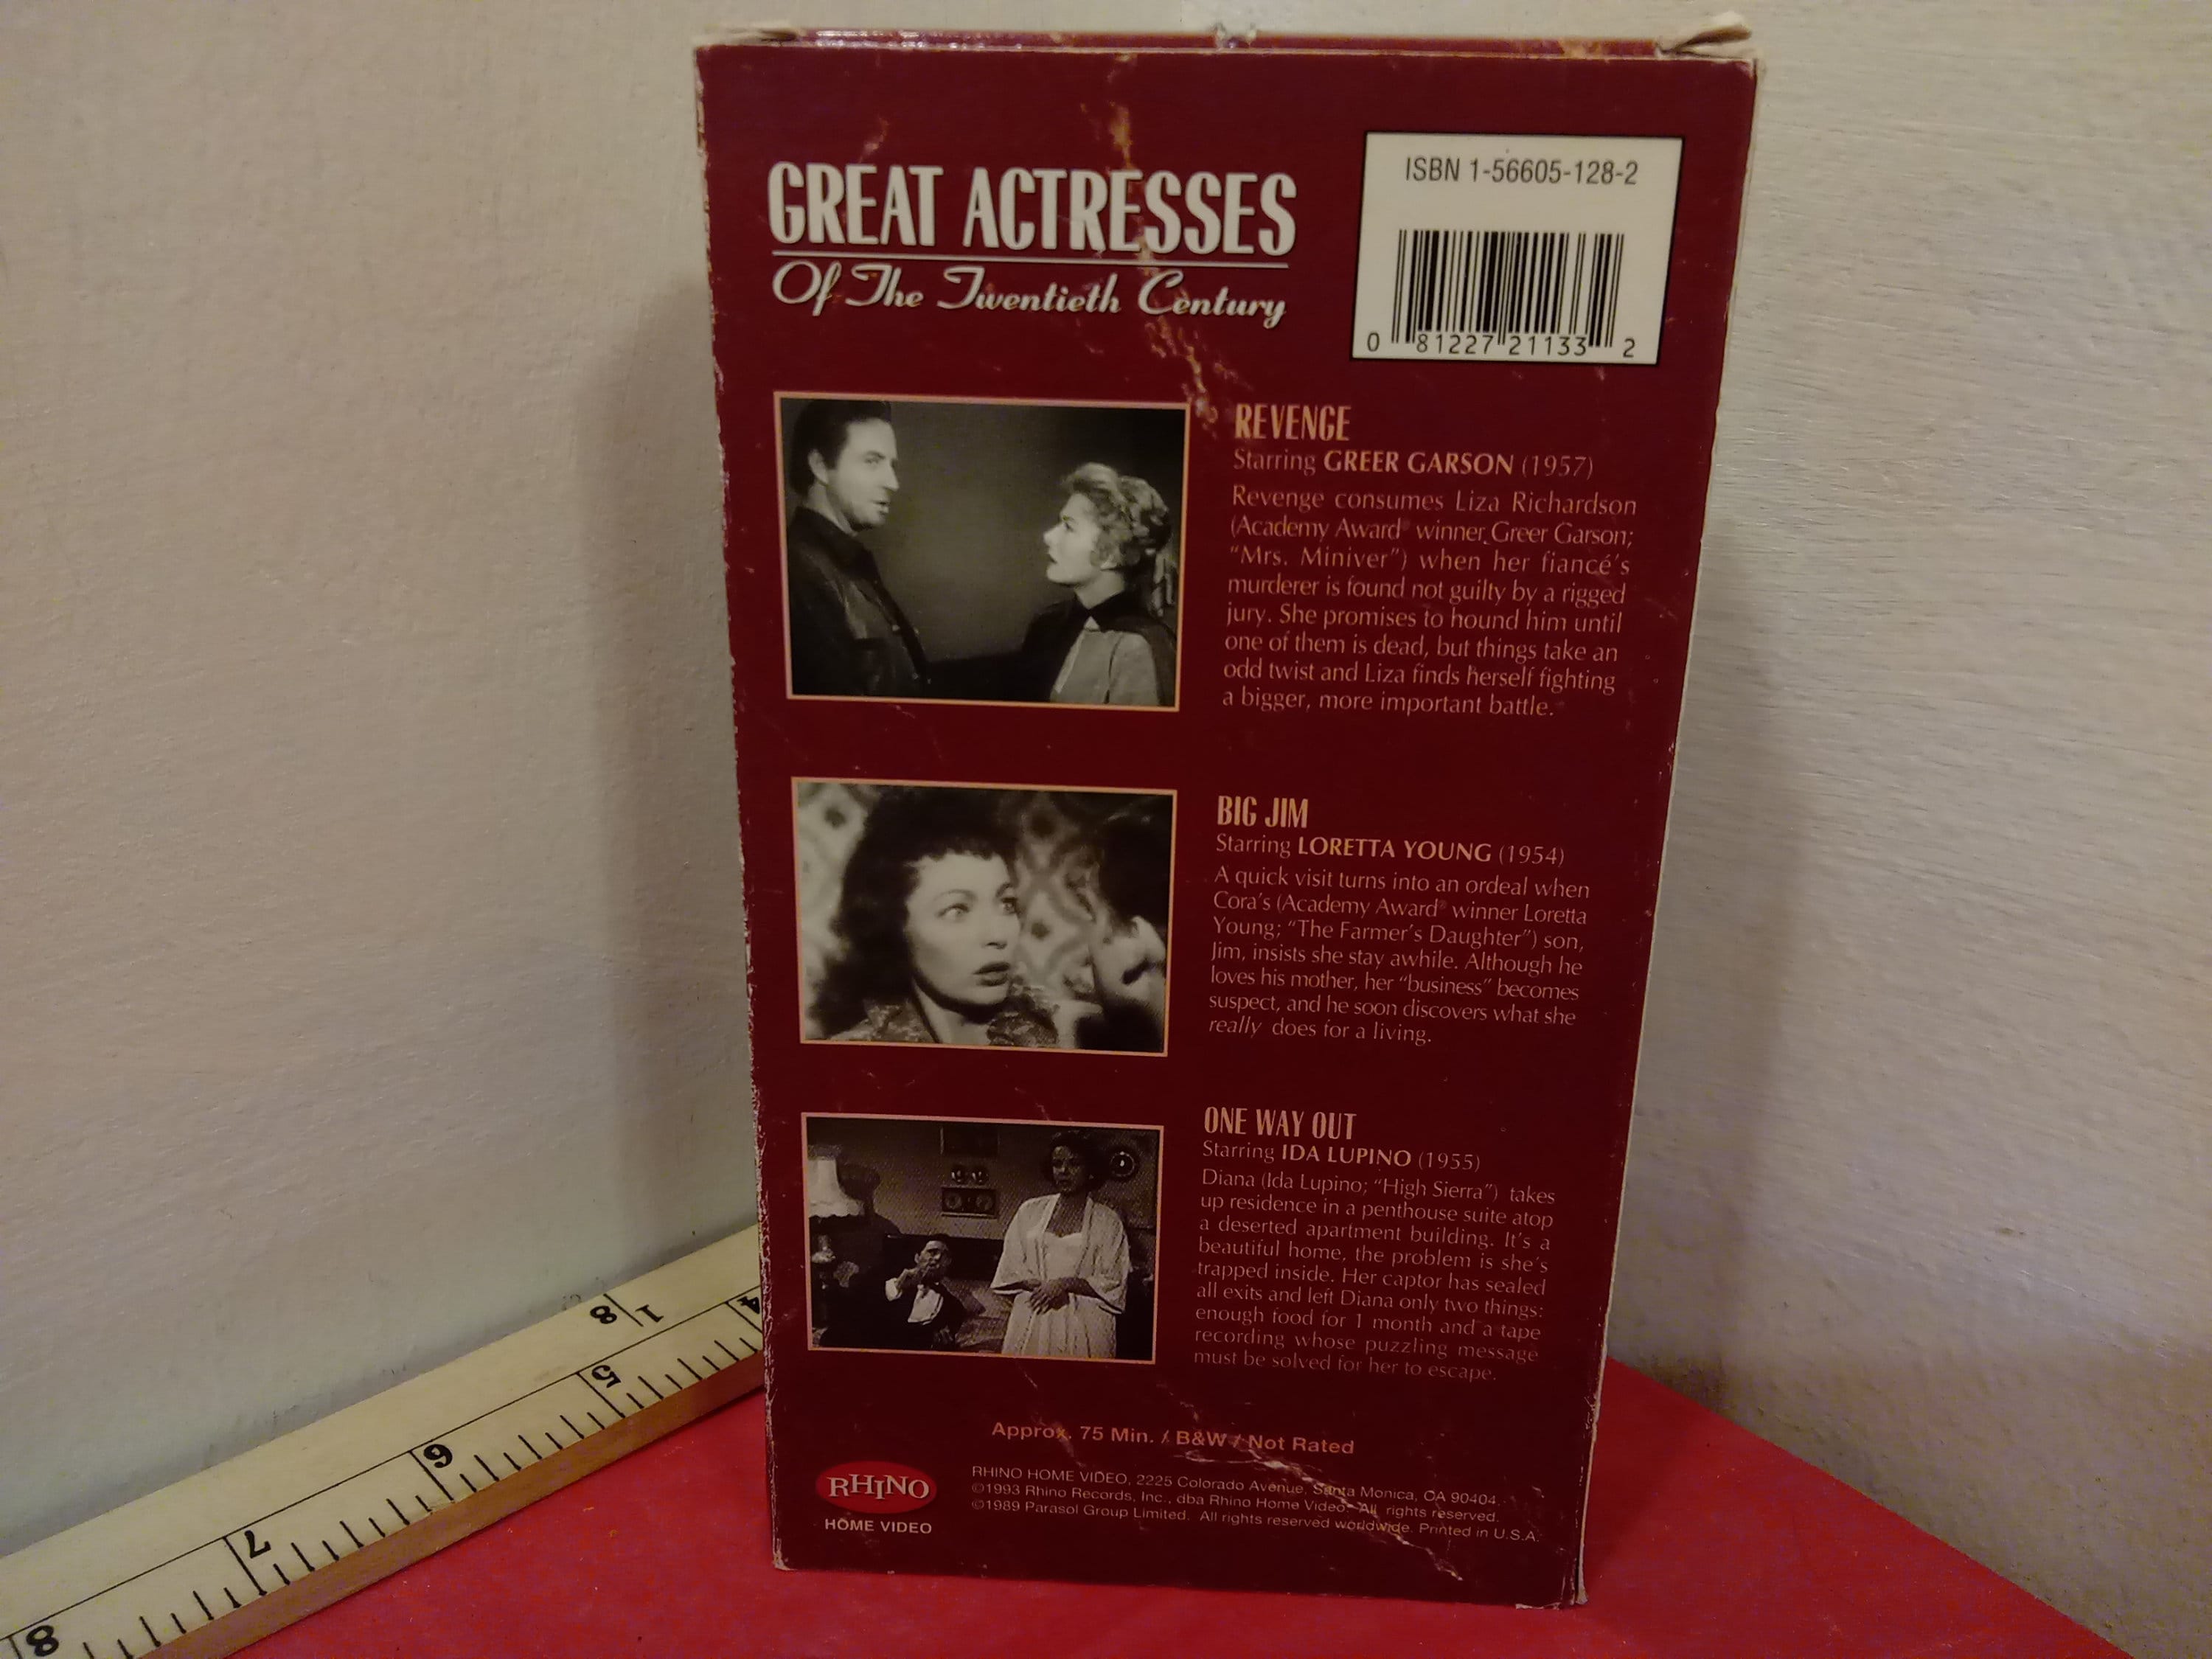 GREAT ACTRESSES
Of The Twentieth Century
ISBN 1-56605-128-2
0 81227 21133 2
REVENGE
Starring GREER GARSON (1957)
Revenge consumes Liza Richardson
(Academy Award® winner Greer Garson;
"Mrs. Miniver") when her fiancé's
murderer is found not guilty by a rigged
jury. She promises to hound him until
one of them is dead, but things take an
odd twist and Liza finds herself fighting
a bigger, more important battle.
BIG JIM
Starring LORETTA YOUNG (1954)
A quick visit turns into an ordeal when
Cora's (Academy Award® winner Loretta
Young; "The Farmer's Daughter") son,
Jim, insists she stay awhile. Although he
loves his mother, her "business" becomes
suspect, and he soon discovers what she
really does for a living.
ONE WAY OUT
Starring IDA LUPINO (1955)
Diana (Ida Lupino; "High Sierra") takes
up residence in a penthouse suite atop
a deserted apartment building. It's a
beautiful home, the problem is she's
trapped inside. Her captor has sealed
all exits and left Diana only two things:
enough food for 1 month and a tape
recording whose puzzling message
must be solved for her to escape.
Approx. 75 Min. / B&W / Not Rated
RHINO
HOME VIDEO
RHINO HOME VIDEO, 2225 Colorado Avenue, Santa Monica, CA 90404.
©1993 Rhino Records, Inc., dba Rhino Home Video. All rights reserved.
©1989 Parasol Group Limited. All rights reserved worldwide. Printed in U.S.A.
8 1
4
5
6
7
8